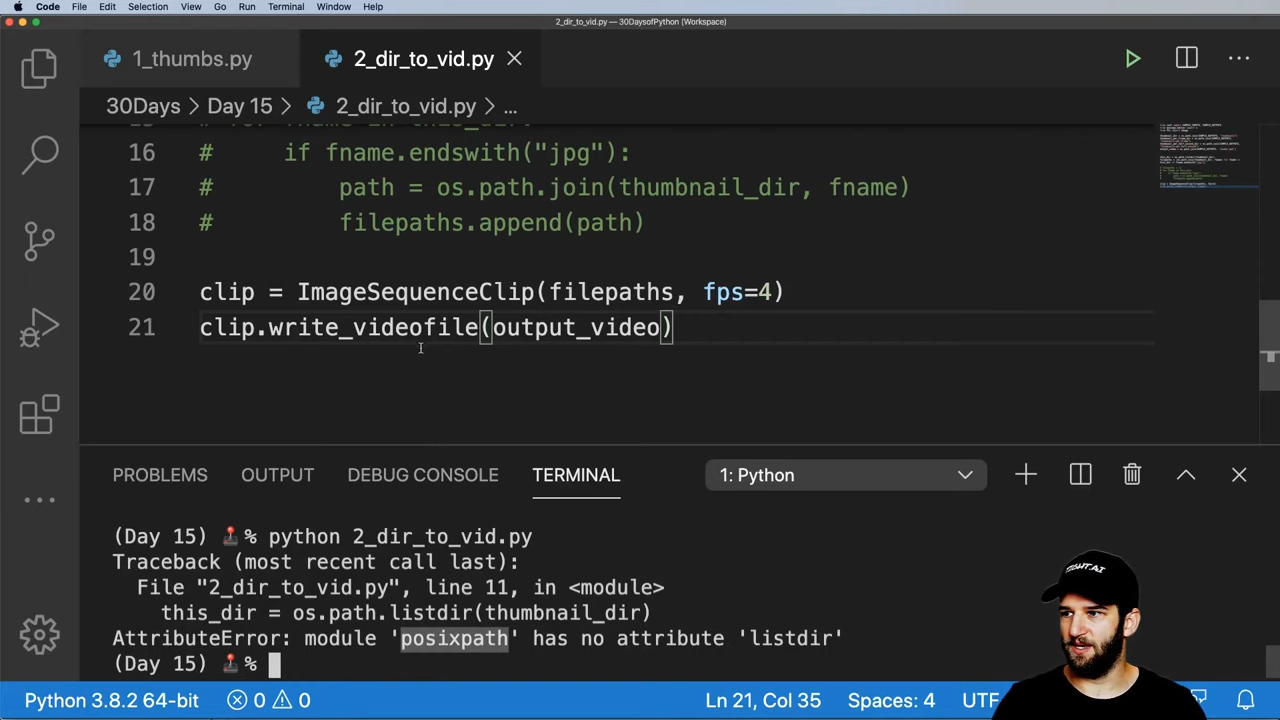 Code File Edit Selection View Go Run Terminal Window Help
2_dir_to_vid.py — 30DaysofPython (Workspace)
1_thumbs.py
2_dir_to_vid.py
30Days > Day 15 > 2_dir_to_vid.py > ...
16 # if fname.endswith("jpg"):
17 # path = os.path.join(thumbnail_dir, fname)
18 # filepaths.append(path)
19
20 clip = ImageSequenceClip(filepaths, fps=4)
21 clip.write_videofile(output_video)
PROBLEMS OUTPUT DEBUG CONSOLE TERMINAL 1: Python
(Day 15) 🕹% python 2_dir_to_vid.py
Traceback (most recent call last):
File "2_dir_to_vid.py", line 11, in <module>
this_dir = os.path.listdir(thumbnail_dir)
AttributeError: module 'posixpath' has no attribute 'listdir'
(Day 15) 🕹%
Python 3.8.2 64-bit 0 0 Ln 21, Col 35 Spaces: 4 UTF